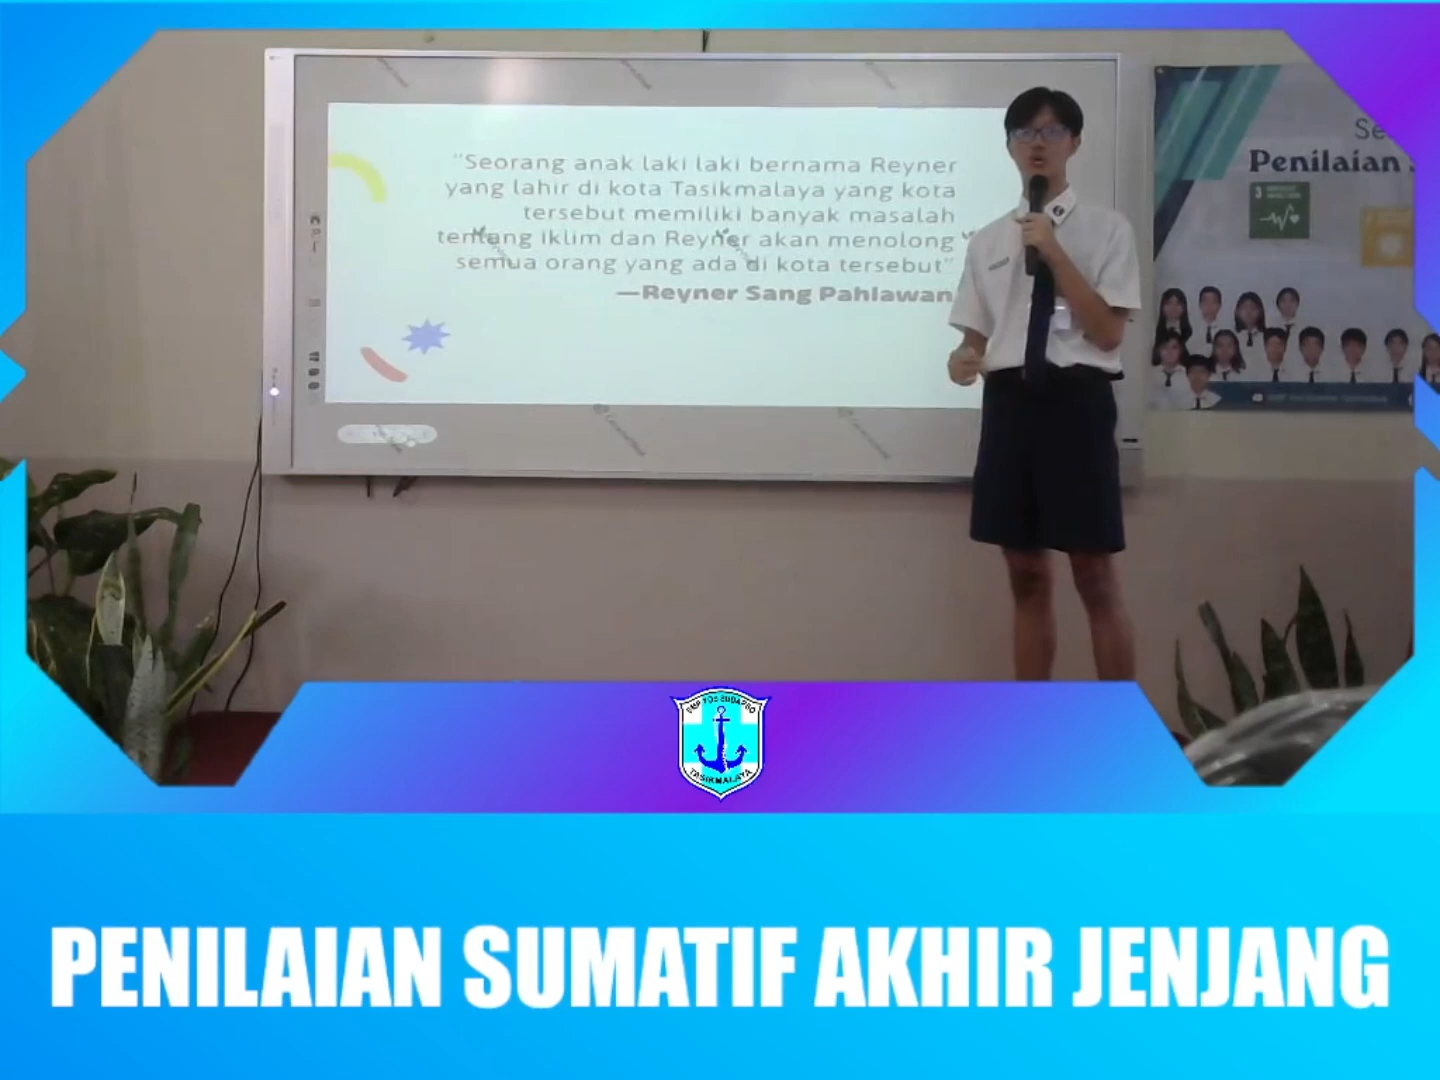 "Seorang anak laki laki bernama Reyner
yang lahir di kota Tasikmalaya yang kota
tersebut memiliki banyak masalah
tentang iklim dan Reyner akan menolong
semua orang yang ada di kota tersebut"
—Reyner Sang Pahlawan
Penilaian
3
TASIKMALAYA
PENILAIAN SUMATIF AKHIR JENJANG